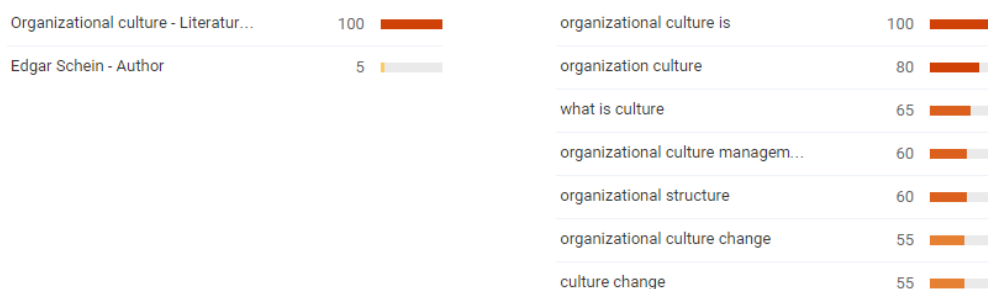 Organizational culture - Literatur... 100
Edgar Schein - Author 5
organizational culture is 100
organization culture 80
what is culture 65
organizational culture managem... 60
organizational structure 60
organizational culture change 55
culture change 55